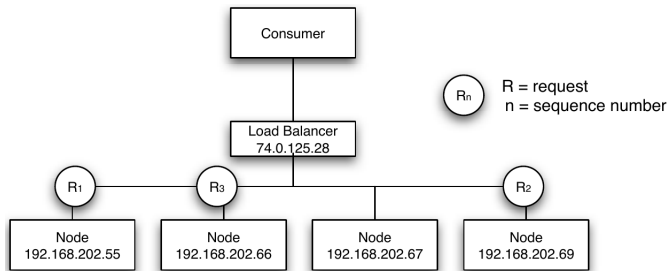 Consumer
Rn
R = request
n = sequence number
Load Balancer
74.0.125.28
R1
R3
R2
Node
192.168.202.55
Node
192.168.202.66
Node
192.168.202.67
Node
192.168.202.69